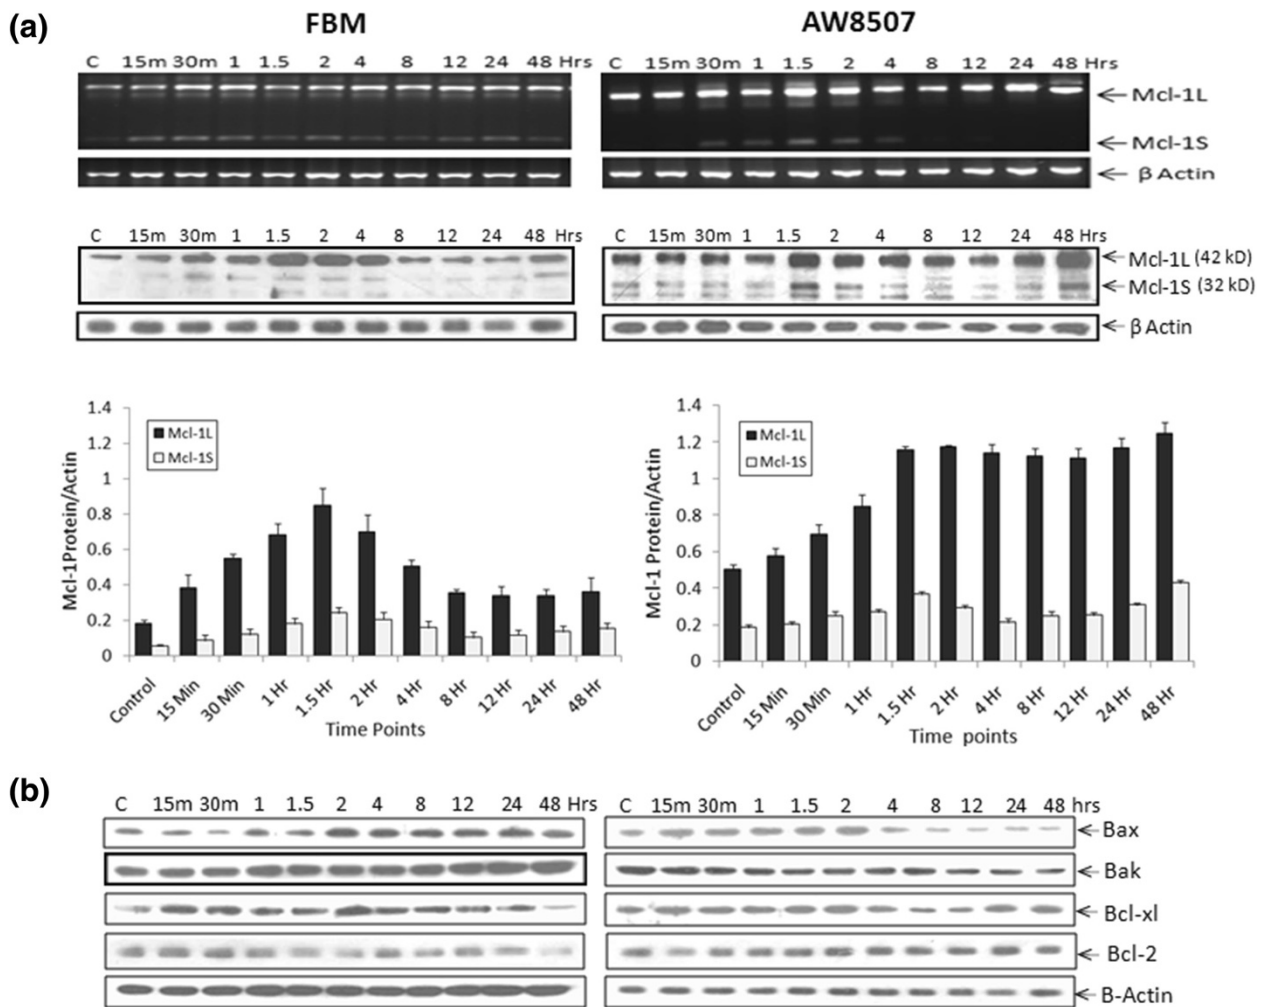 (a)
FBM
AW8507
C 15m 30m 1 1.5 2 4 8 12 24 48 Hrs
C 15m 30m 1 1.5 2 4 8 12 24 48 Hrs
←Mcl-1L
←Mcl-1S
←β Actin
C 15m 30m 1 1.5 2 4 8 12 24 48 Hrs
C 15m 30m 1 1.5 2 4 8 12 24 48 Hrs
←Mcl-1L (42 kD)
←Mcl-1S (32 kD)
←β Actin
Mcl-1Protein/Actin
1.4
1.2
1
0.8
0.6
0.4
0.2
0
Mcl-1L
Mcl-1S
Control 15 Min 30 Min 1 Hr 1.5 Hr 2 Hr 4 Hr 8 Hr 12 Hr 24 Hr 48 Hr
Time Points
Mcl-1 Protein/Actin
1.4
1.2
1
0.8
0.6
0.4
0.2
0
Mcl-1L
Mcl-1S
Control 15 Min 30 Min 1 Hr 1.5 Hr 2 Hr 4 Hr 8 Hr 12 Hr 24 Hr 48 Hr
Time points
(b)
C 15m 30m 1 1.5 2 4 8 12 24 48 Hrs
C 15m 30m 1 1.5 2 4 8 12 24 48 hrs
←Bax
←Bak
←Bcl-xl
←Bcl-2
←B-Actin